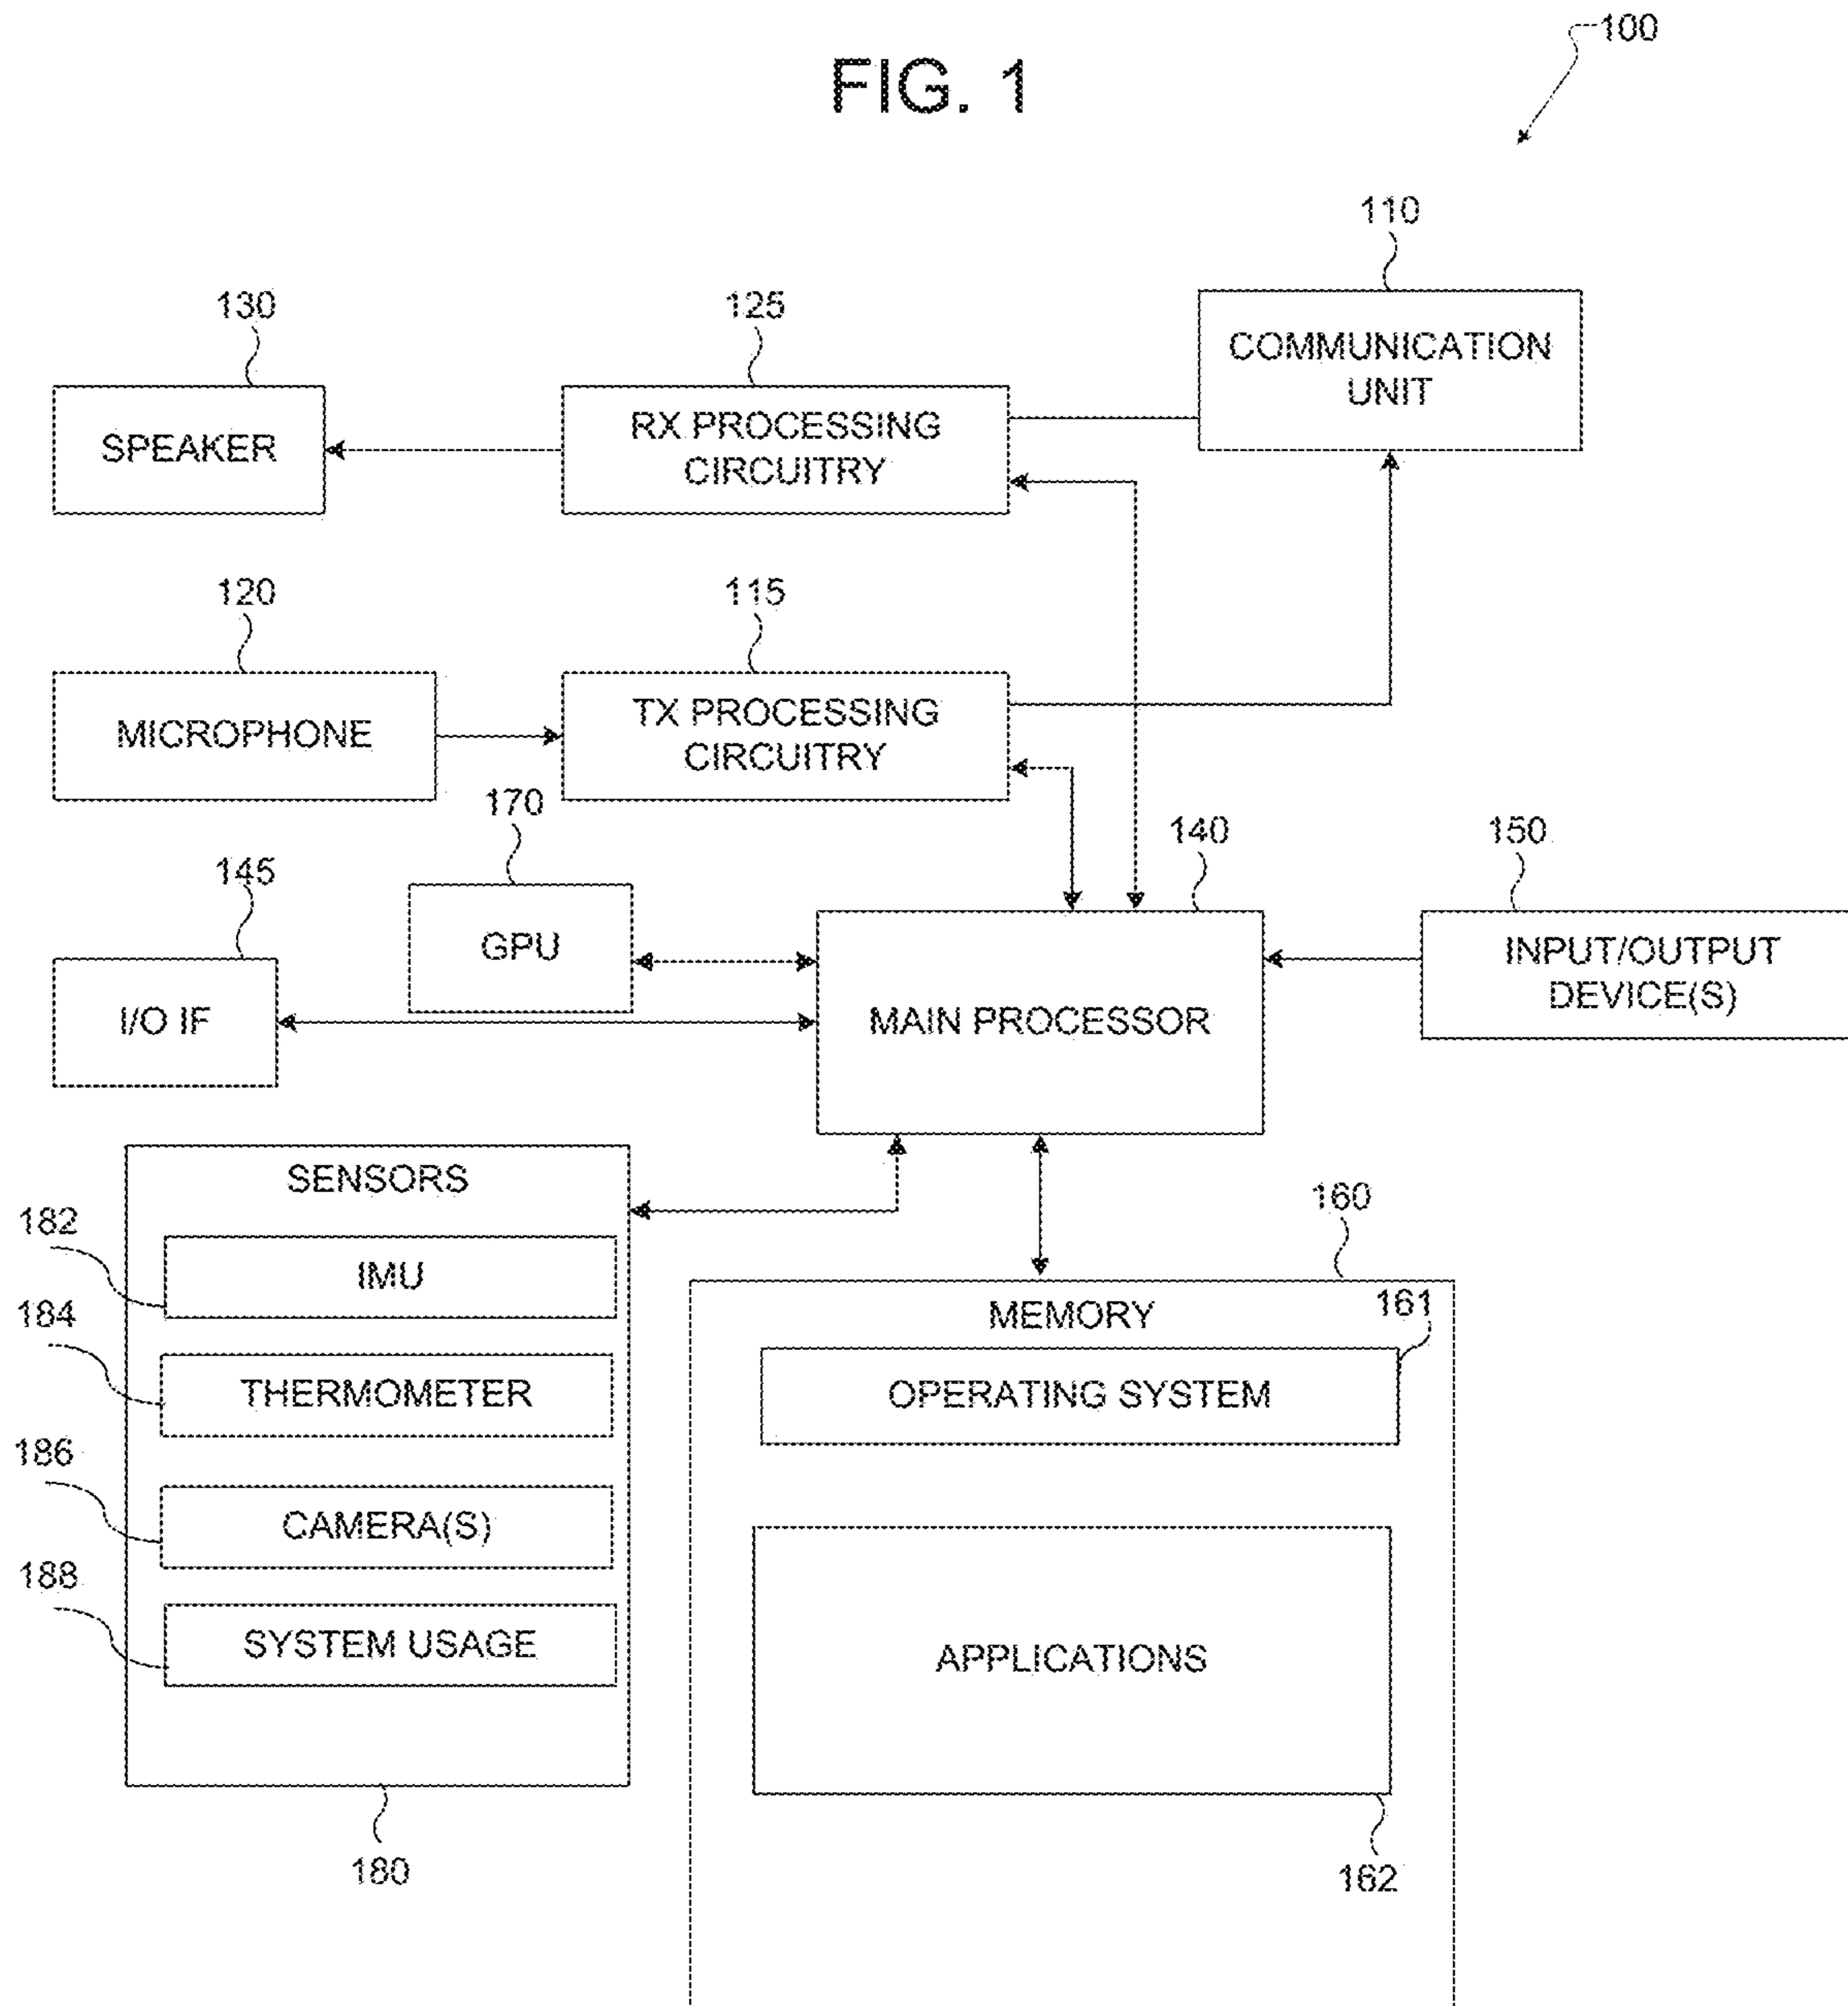 FIG. 1
100
110
COMMUNICATION
UNIT
130
SPEAKER
125
RX PROCESSING
CIRCUITRY
120
MICROPHONE
115
TX PROCESSING
CIRCUITRY
170
GPU
145
I/O IF
140
MAIN PROCESSOR
150
INPUT/OUTPUT
DEVICE(S)
SENSORS
182
IMU
184
THERMOMETER
186
CAMERA(S)
188
SYSTEM USAGE
180
160
MEMORY
161
OPERATING SYSTEM
APPLICATIONS
162